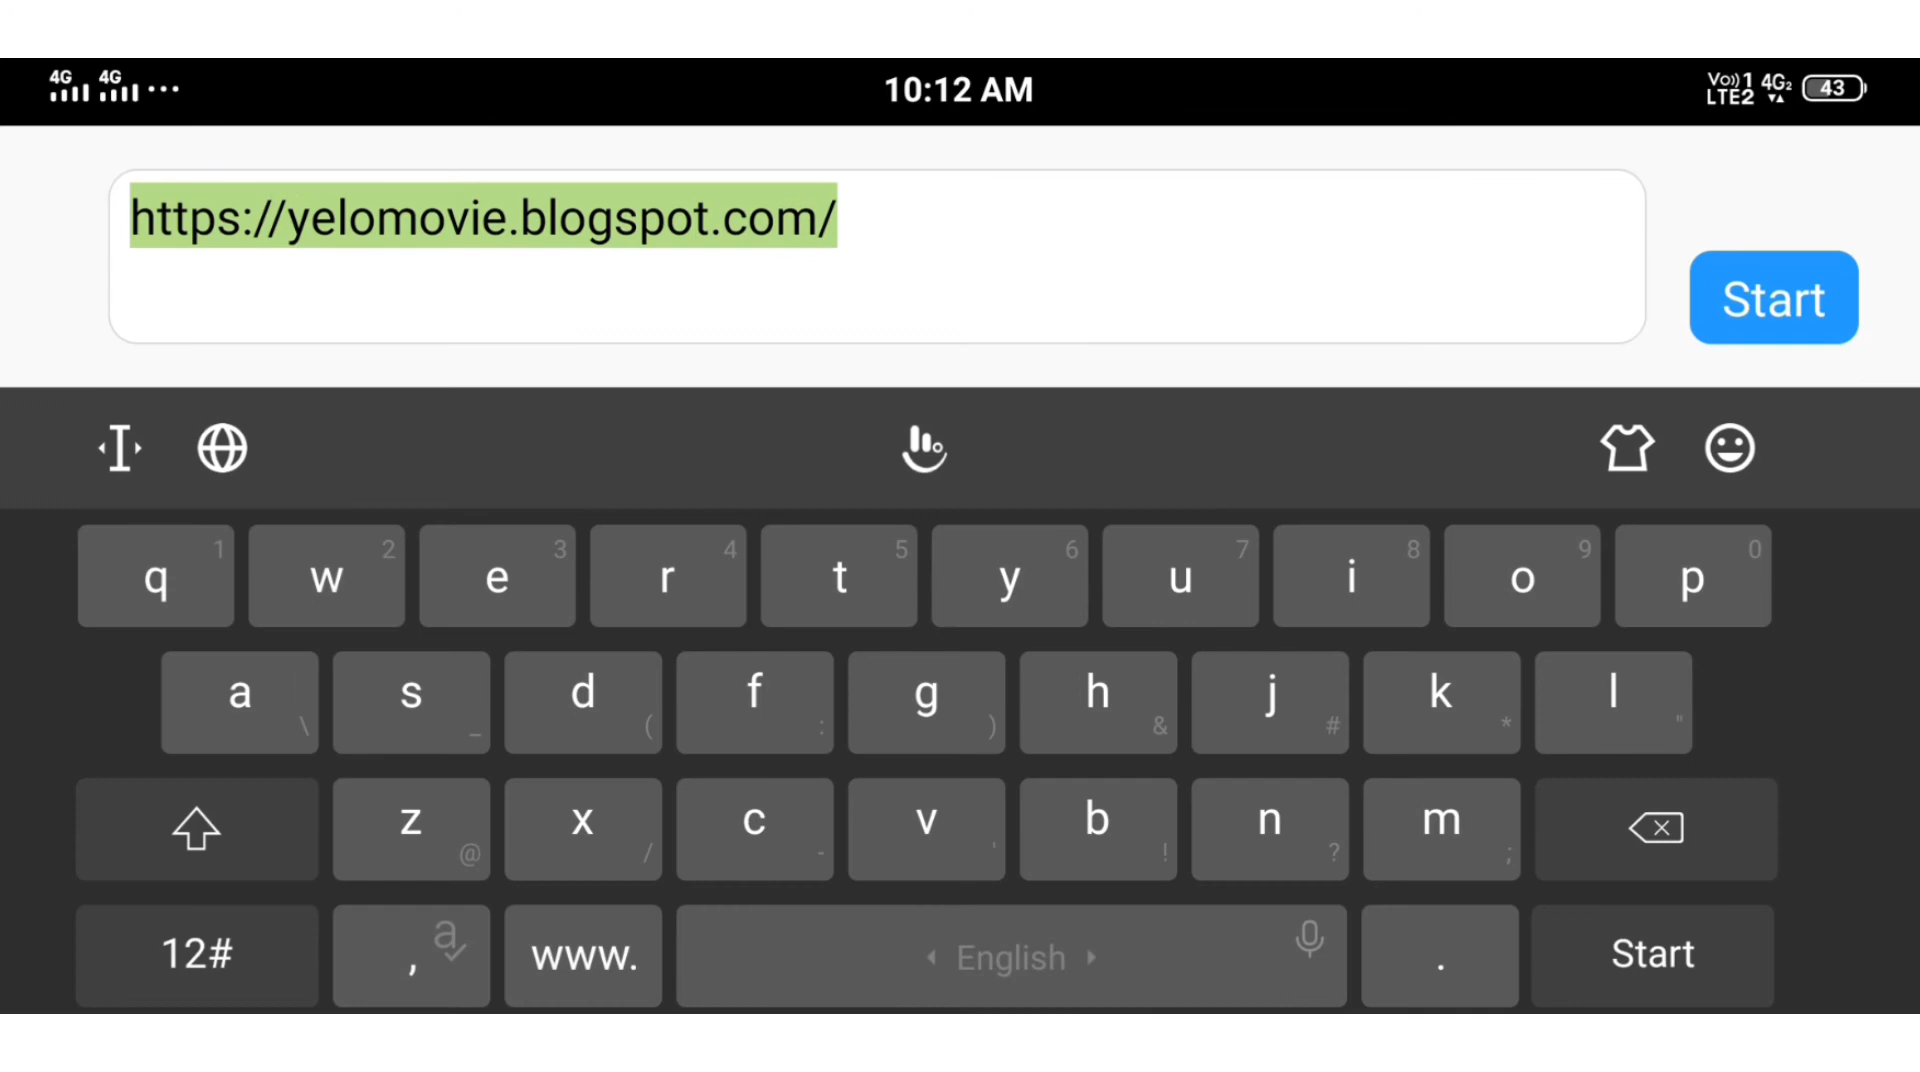 4G 4G 10:12 AM Vo)) 1 LTE2 4G2 43
https://yelomovie.blogspot.com/
Start
1 2 3 4 5 6 7 8 9 0
q w e r t y u i o p
a s d f g h j k l
\ _ ( : ) & # * "
z x c v b n m
@ / - ' ! ? ;
12# , a www. English . Start